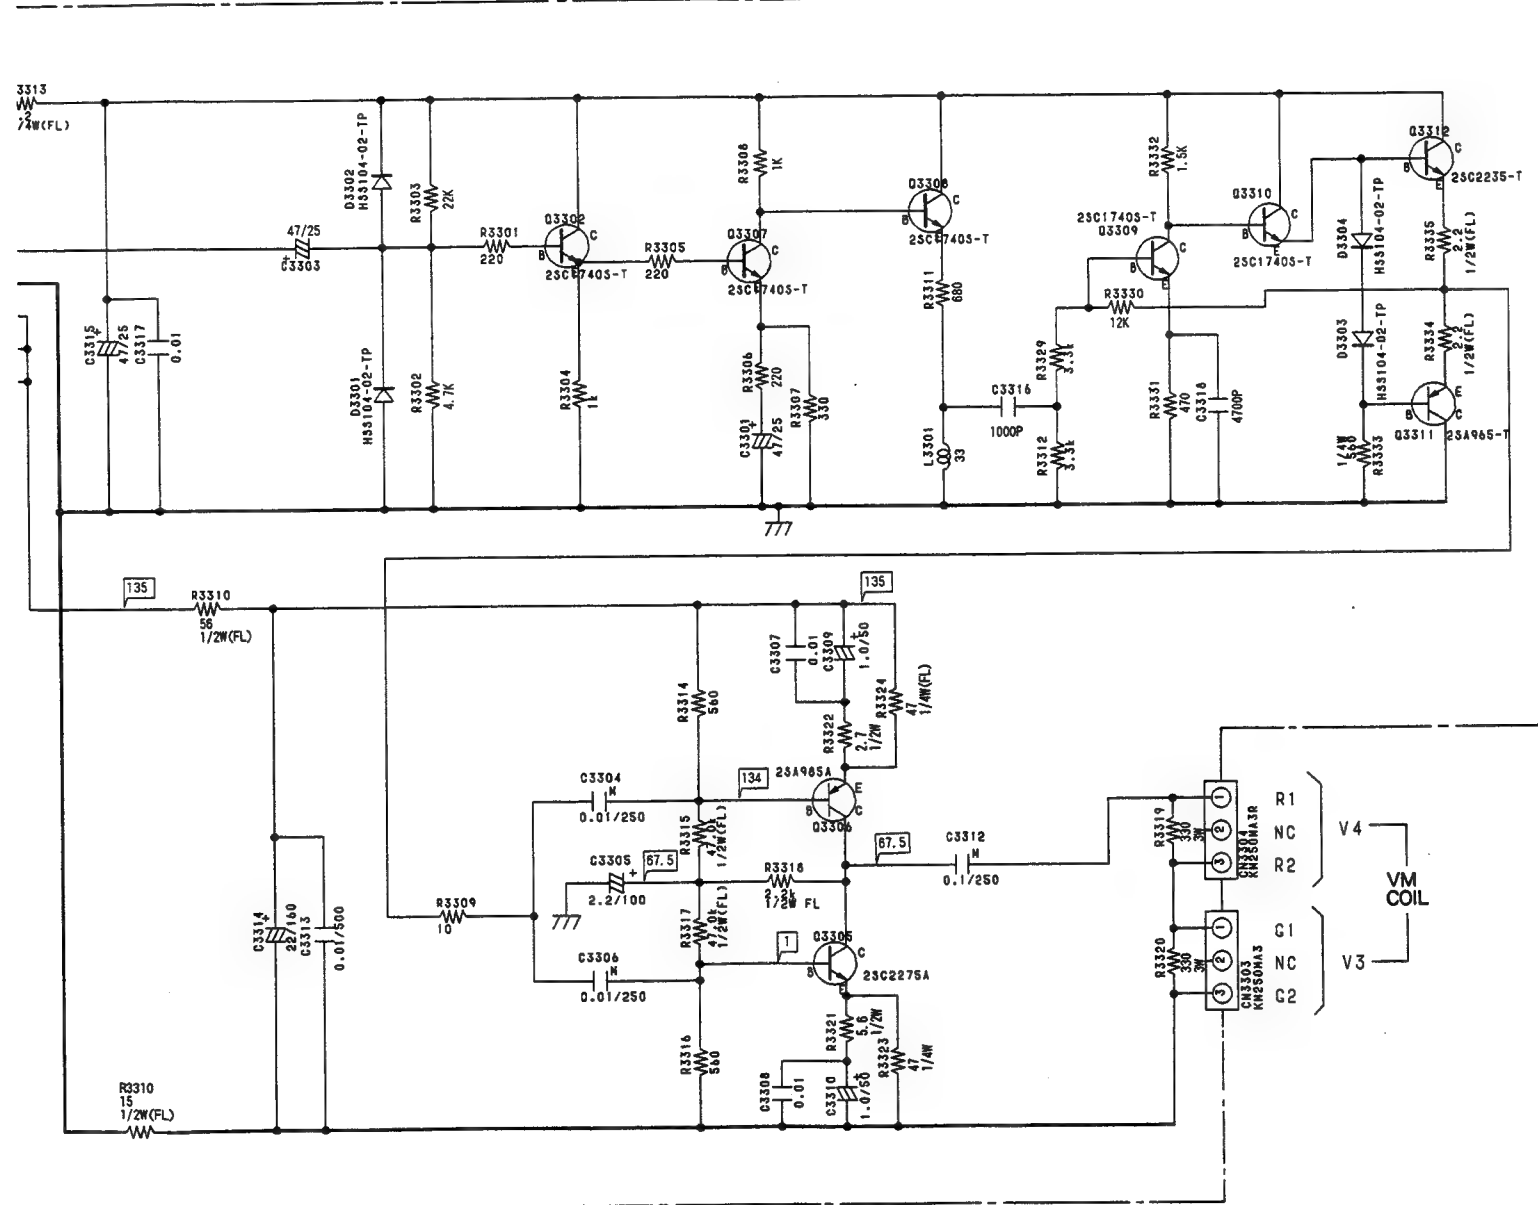 3313
.2
/4W(FL)
D3302
HSS104-02-TP
R3303
22K
47/25
+
C3303
R3301
220
Q3302
B
C
2SC1740S-T
R3305
220
R3308
1K
Q3307
B
C
E
2SC1740S-T
Q3308
B
C
E
2SC1740S-T
R3311
680
R3332
1.5K
2SC1740S-T
Q3309
B
C
E
Q3310
B
C
E
2SC1740S-T
R3330
12K
D3304
HSS104-02-TP
Q3312
B
C
E
2SC2235-T
R3335
2.2
1/2W(FL)
C3315
+
47/25
C3317
0.01
D3301
HSS104-02-TP
R3302
4.7K
R3304
1k
R3306
220
C3301
+
47/25
R3307
330
L3301
33
C3316
1000P
R3329
3.3k
R3312
3.3k
R3331
470
C3318
4700P
D3303
HSS104-02-TP
R3334
2.2
1/2W(FL)
B
E
C
Q3311
2SA965-T
1/4W
560
R3333
135
R3310
56
1/2W(FL)
135
C3307
0.01
C3309
+
1.0/50
R3314
560
R3322
2.7
1/2W
R3324
47
1/4W(FL)
2SA985A
B
E
C
Q3306
134
C3304
M
0.01/250
R3315
47.0k
1/2W(FL)
C3305
+
67.5
2.2/100
R3318
2.2k
1/2W FL
67.5
C3312
M
0.1/250
R3309
10
R3317
47.0k
1/2W(FL)
C3306
M
0.01/250
1
Q3305
B
C
E
2SC2275A
C3314
+
22/160
C3313
0.01/500
R3316
560
R3321
5.6
1/2W
R3323
47
1/4W
C3308
0.01
C3310
+
1.0/50
R3310
15
1/2W(FL)
R3319
330
3W
1
2
3
CN3304
KN250MA3R
R1
NC
R2
V4
VM
COIL
R3320
330
3W
1
2
3
CN3303
KN250MA3
G1
NC
G2
V3